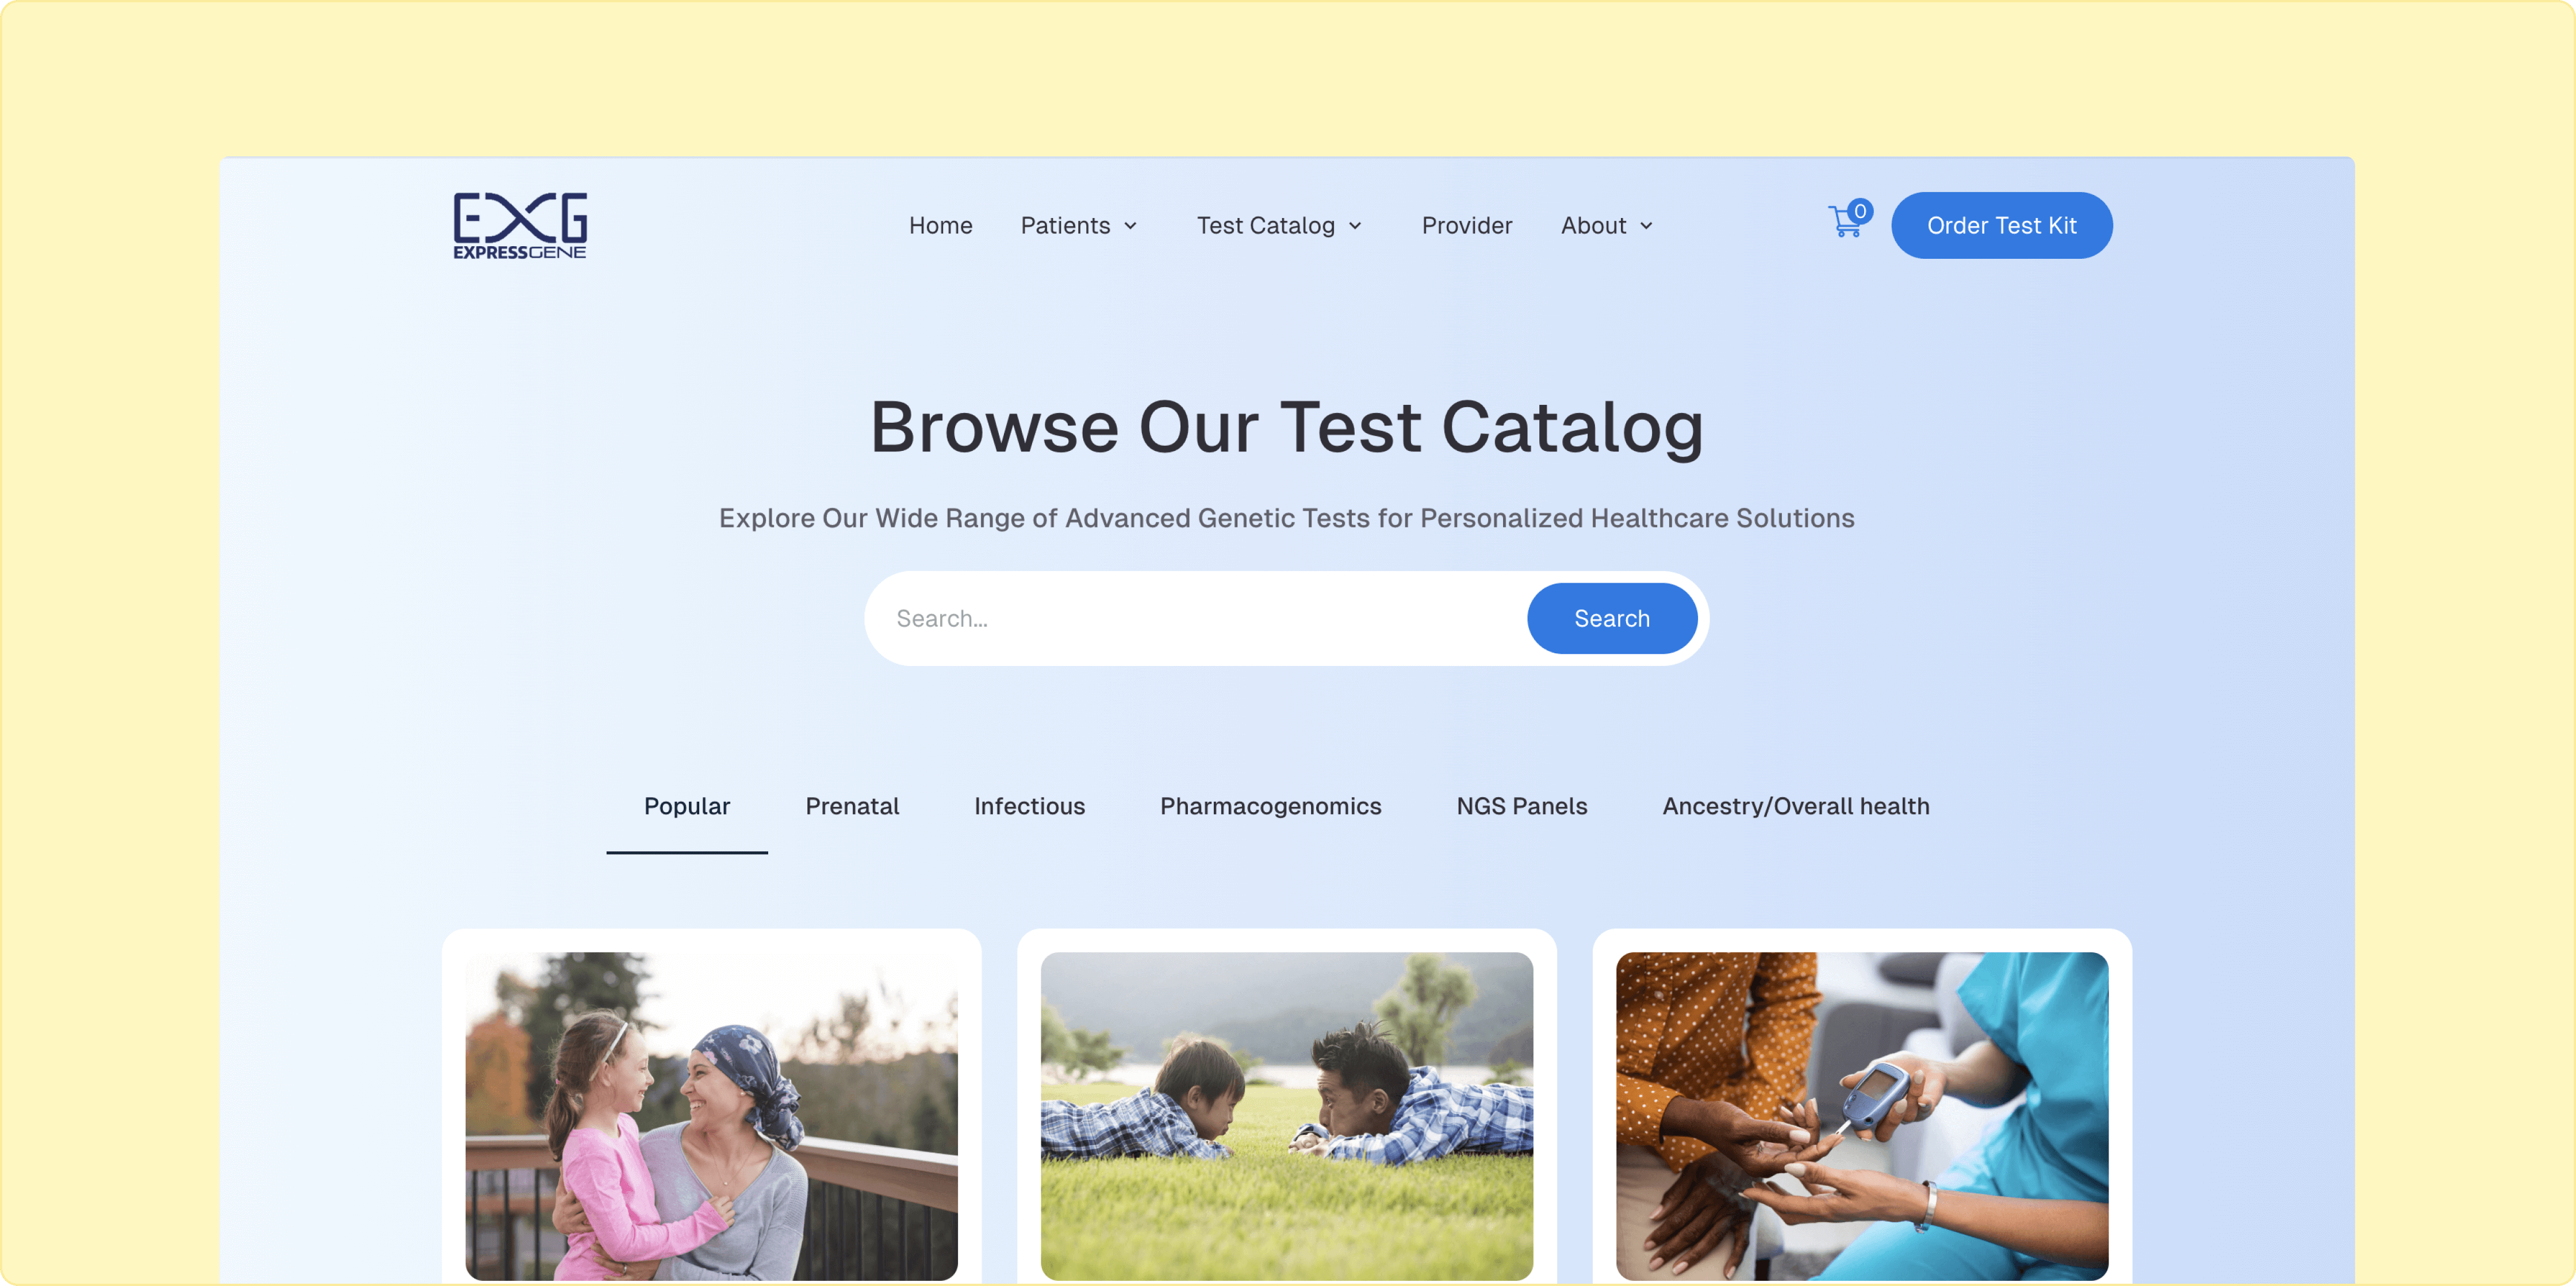 EXG
EXPRESSGENE
Home Patients Test Catalog Provider About 0 Order Test Kit
Browse Our Test Catalog
Explore Our Wide Range of Advanced Genetic Tests for Personalized Healthcare Solutions
Search... Search
Popular Prenatal Infectious Pharmacogenomics NGS Panels Ancestry/Overall health